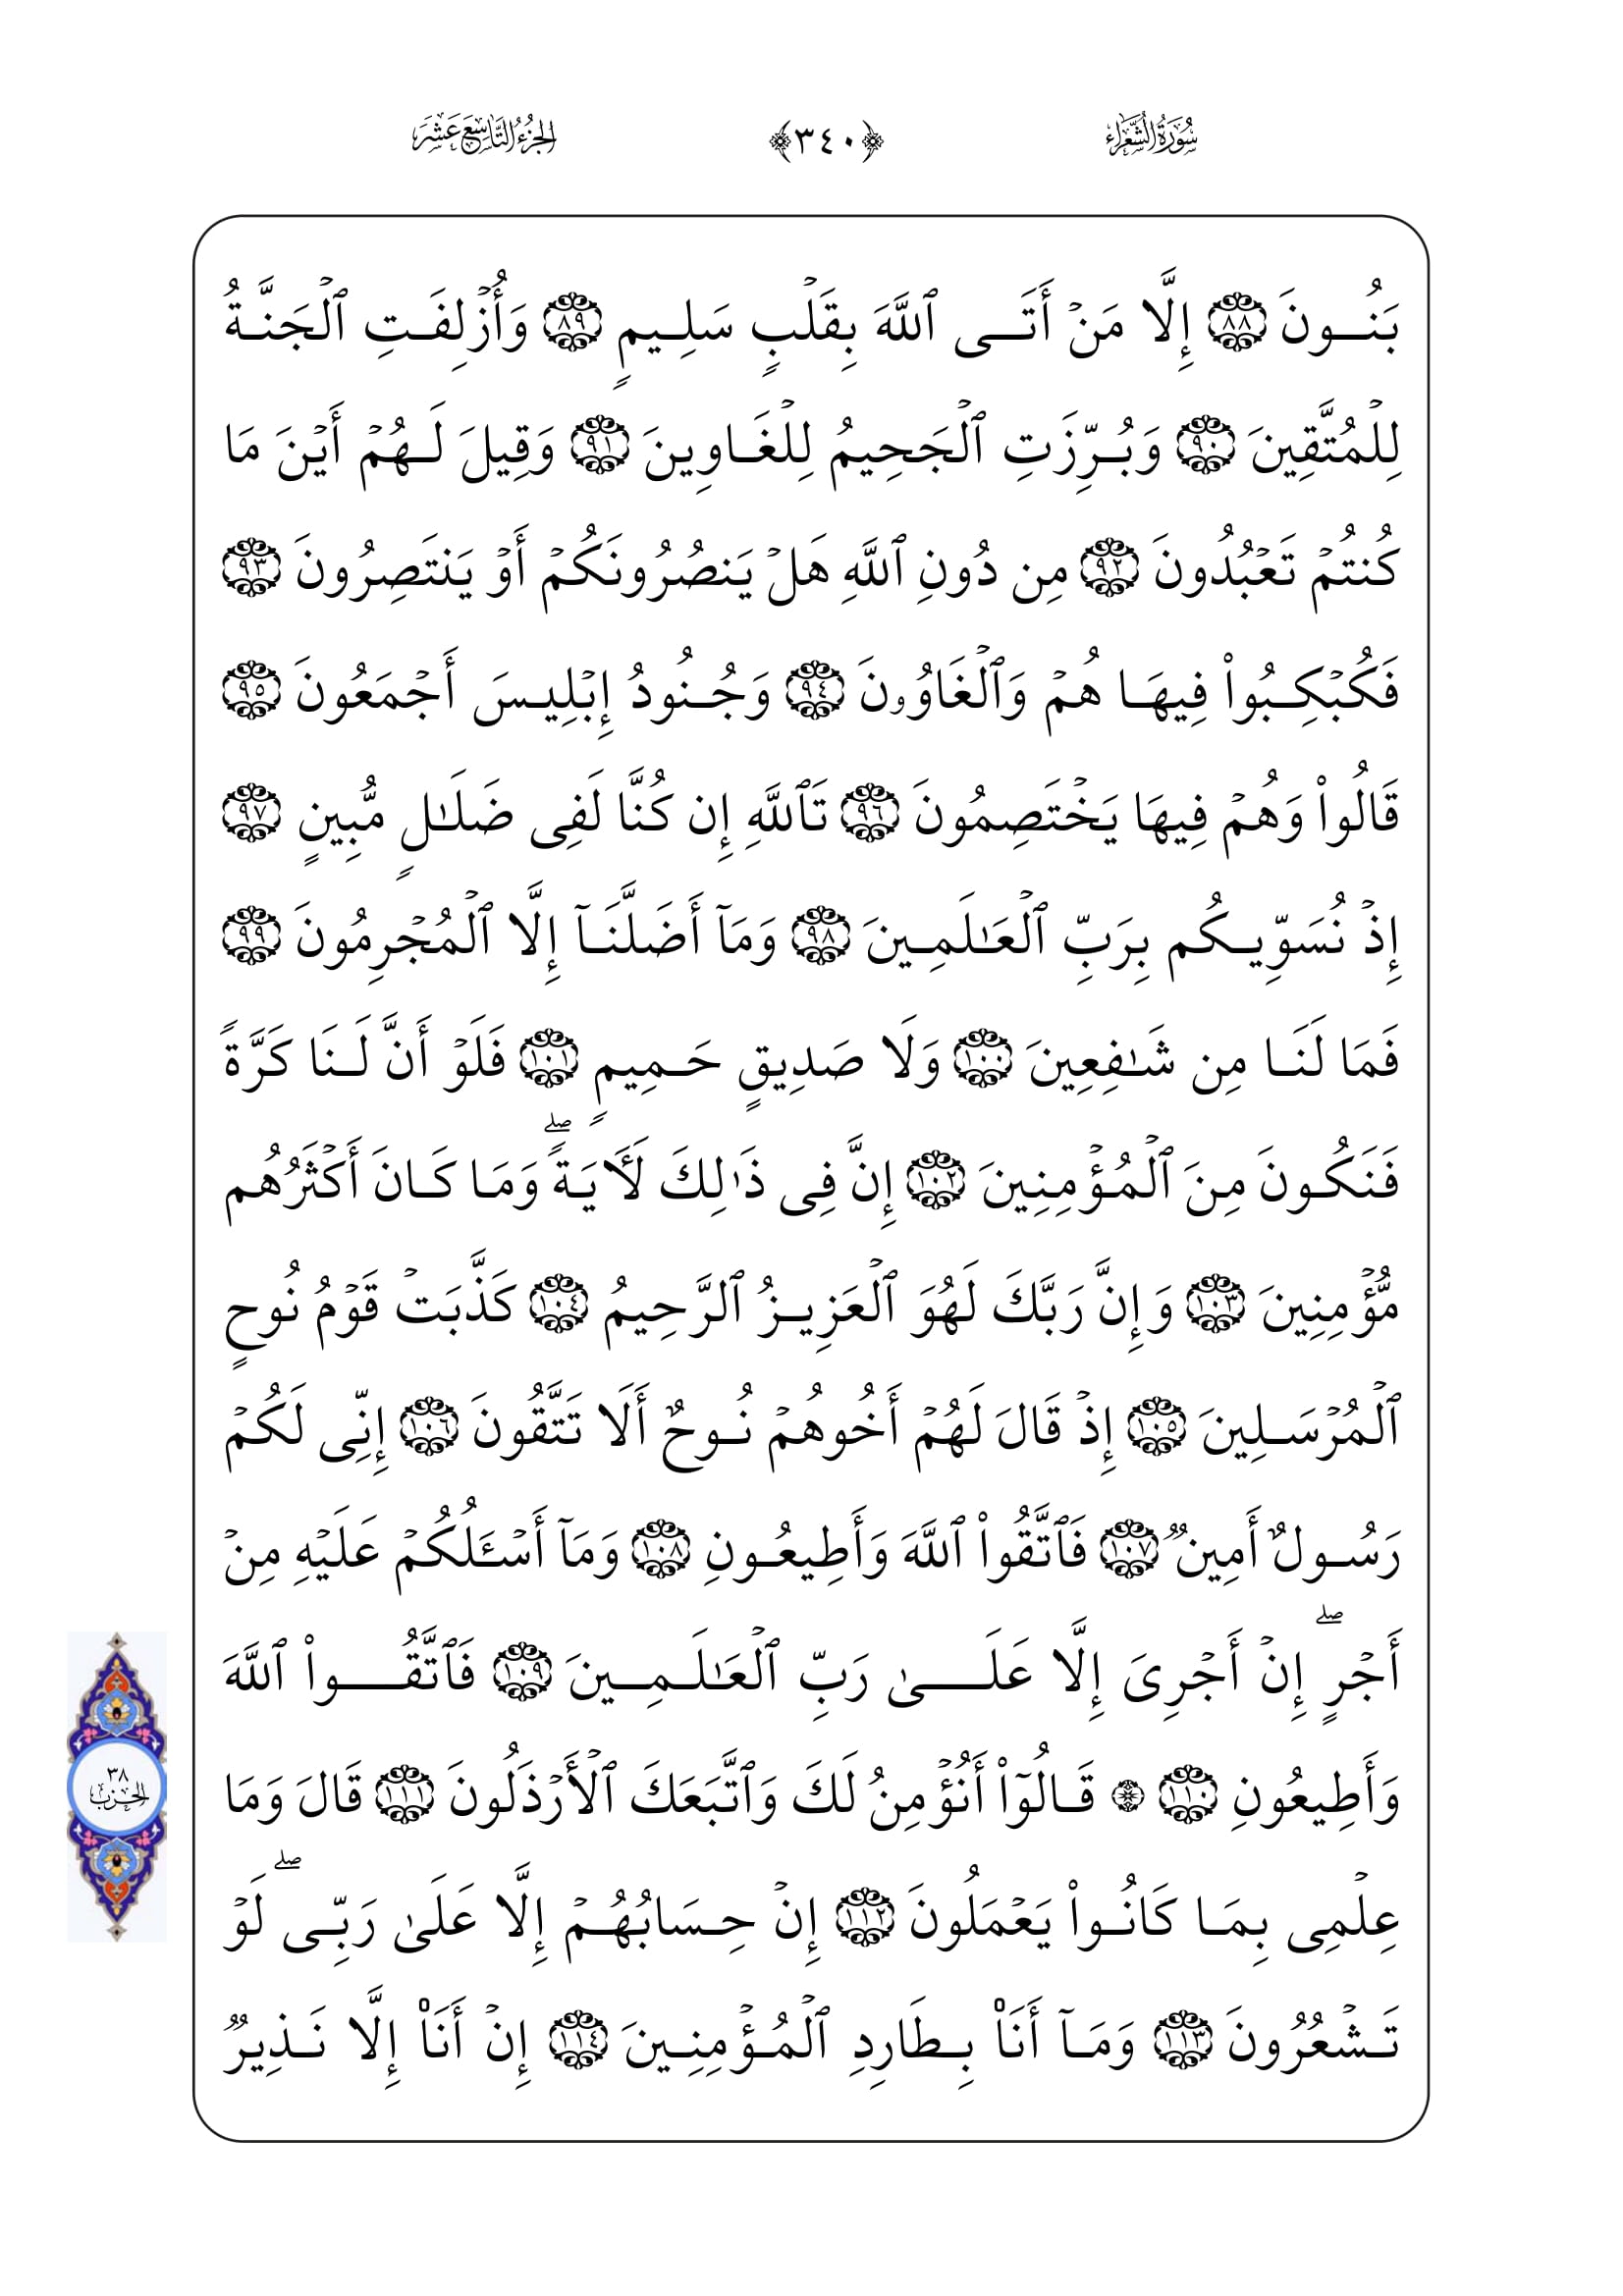 سُورَةُ الشُّعَرَاء
﴿٣٤٠﴾
الجُزْءُ التَّاسِعَ عَشَرَ
بَنُونَ ٨٨ إِلَّا مَنۡ أَتَى ٱللَّهَ بِقَلۡبٖ سَلِيمٖ ٨٩ وَأُزۡلِفَتِ ٱلۡجَنَّةُ
لِلۡمُتَّقِينَ ٩٠ وَبُرِّزَتِ ٱلۡجَحِيمُ لِلۡغَاوِينَ ٩١ وَقِيلَ لَهُمۡ أَيۡنَ مَا
كُنتُمۡ تَعۡبُدُونَ ٩٢ مِن دُونِ ٱللَّهِ هَلۡ يَنصُرُونَكُمۡ أَوۡ يَنتَصِرُونَ ٩٣
فَكُبۡكِبُواْ فِيهَا هُمۡ وَٱلۡغَاوُۥنَ ٩٤ وَجُنُودُ إِبۡلِيسَ أَجۡمَعُونَ ٩٥
قَالُواْ وَهُمۡ فِيهَا يَخۡتَصِمُونَ ٩٦ تَٱللَّهِ إِن كُنَّا لَفِى ضَلَٰلٖ مُّبِينٍ ٩٧
إِذۡ نُسَوِّيكُم بِرَبِّ ٱلۡعَٰلَمِينَ ٩٨ وَمَآ أَضَلَّنَآ إِلَّا ٱلۡمُجۡرِمُونَ ٩٩
فَمَا لَنَا مِن شَٰفِعِينَ ١٠٠ وَلَا صَدِيقٍ حَمِيمٖ ١٠١ فَلَوۡ أَنَّ لَنَا كَرَّةٗ
فَنَكُونَ مِنَ ٱلۡمُؤۡمِنِينَ ١٠٢ إِنَّ فِى ذَٰلِكَ لَأَٓيَةٗۖ وَمَا كَانَ أَكۡثَرُهُم
مُّؤۡمِنِينَ ١٠٣ وَإِنَّ رَبَّكَ لَهُوَ ٱلۡعَزِيزُ ٱلرَّحِيمُ ١٠٤ كَذَّبَتۡ قَوۡمُ نُوحٍ
ٱلۡمُرۡسَلِينَ ١٠٥ إِذۡ قَالَ لَهُمۡ أَخُوهُمۡ نُوحٌ أَلَا تَتَّقُونَ ١٠٦ إِنِّى لَكُمۡ
رَسُولٌ أَمِينٞ ١٠٧ فَٱتَّقُواْ ٱللَّهَ وَأَطِيعُونِ ١٠٨ وَمَآ أَسۡـَٔلُكُمۡ عَلَيۡهِ مِنۡ
أَجۡرٍۖ إِنۡ أَجۡرِىَ إِلَّا عَلَىٰ رَبِّ ٱلۡعَٰلَمِينَ ١٠٩ فَٱتَّقُواْ ٱللَّهَ
وَأَطِيعُونِ ١١٠ ۞ قَالُوٓاْ أَنُؤۡمِنُ لَكَ وَٱتَّبَعَكَ ٱلۡأَرۡذَلُونَ ١١١ قَالَ وَمَا
عِلۡمِى بِمَا كَانُواْ يَعۡمَلُونَ ١١٢ إِنۡ حِسَابُهُمۡ إِلَّا عَلَىٰ رَبِّىۖ لَوۡ
تَشۡعُرُونَ ١١٣ وَمَآ أَنَا۠ بِطَارِدِ ٱلۡمُؤۡمِنِينَ ١١٤ إِنۡ أَنَا۠ إِلَّا نَذِيرٞ
٣٨
الحزب